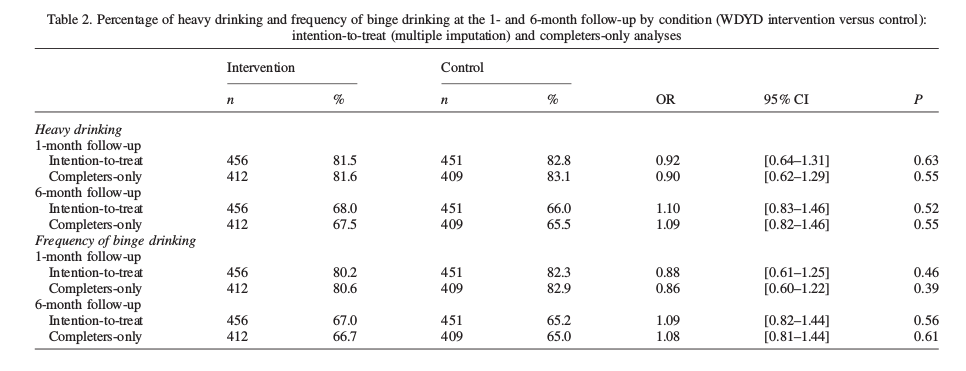 Table 2. Percentage of heavy drinking and frequency of binge drinking at the 1- and 6-month follow-up by condition (WDYD intervention versus control):
intention-to-treat (multiple imputation) and completers-only analyses
Intervention Control
n % n % OR 95% CI P
Heavy drinking
1-month follow-up
Intention-to-treat 456 81.5 451 82.8 0.92 [0.64–1.31] 0.63
Completers-only 412 81.6 409 83.1 0.90 [0.62–1.29] 0.55
6-month follow-up
Intention-to-treat 456 68.0 451 66.0 1.10 [0.83–1.46] 0.52
Completers-only 412 67.5 409 65.5 1.09 [0.82–1.46] 0.55
Frequency of binge drinking
1-month follow-up
Intention-to-treat 456 80.2 451 82.3 0.88 [0.61–1.25] 0.46
Completers-only 412 80.6 409 82.9 0.86 [0.60–1.22] 0.39
6-month follow-up
Intention-to-treat 456 67.0 451 65.2 1.09 [0.82–1.44] 0.56
Completers-only 412 66.7 409 65.0 1.08 [0.81–1.44] 0.61